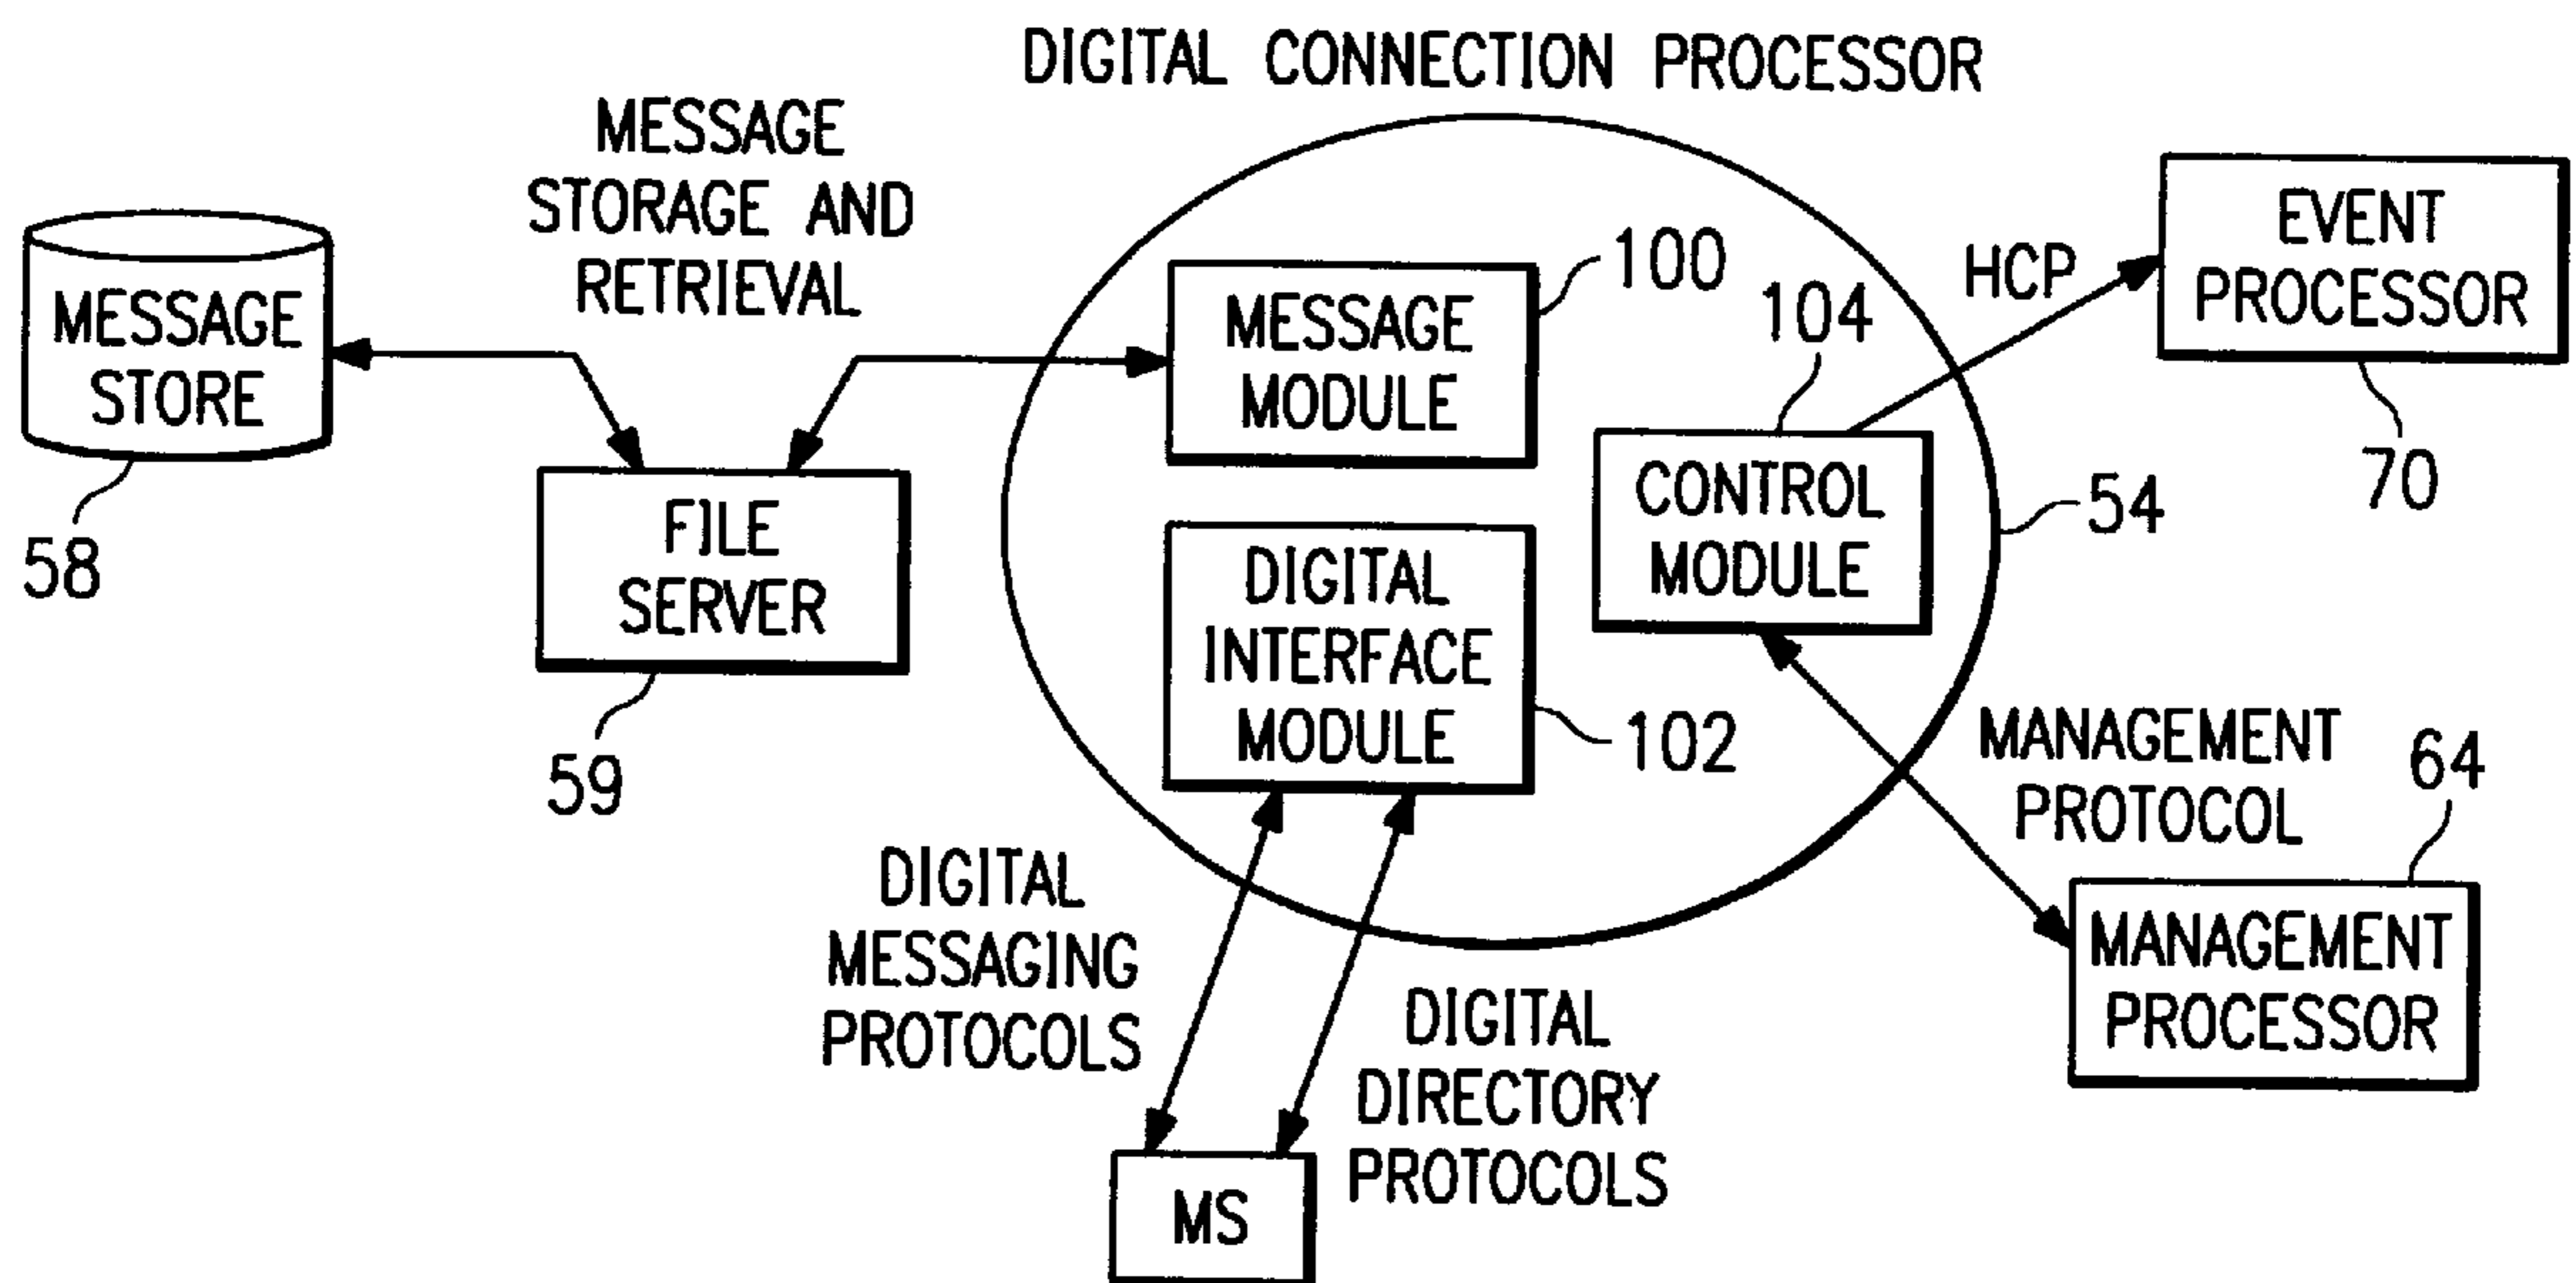 DIGITAL CONNECTION PROCESSOR
MESSAGE
STORAGE AND
RETRIEVAL
MESSAGE
STORE
58
FILE
SERVER
59
MESSAGE
MODULE
100
104
CONTROL
MODULE
HCP
EVENT
PROCESSOR
70
54
DIGITAL
INTERFACE
MODULE
102
MANAGEMENT
PROTOCOL
64
MANAGEMENT
PROCESSOR
DIGITAL
MESSAGING
PROTOCOLS
DIGITAL
DIRECTORY
PROTOCOLS
MS